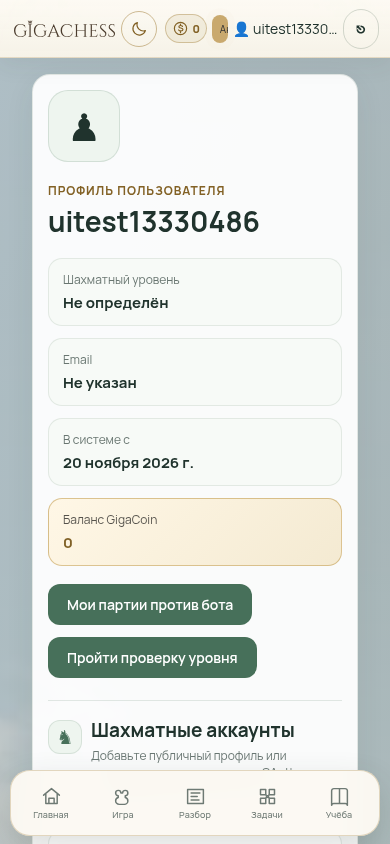 GIGACHESS
0
👤 uitest13330…
ПРОФИЛЬ ПОЛЬЗОВАТЕЛЯ
uitest13330486
Шахматный уровень
Не определён
Email
Не указан
В системе с
20 ноября 2026 г.
Баланс GigaCoin
0
Мои партии против бота
Пройти проверку уровня
Шахматные аккаунты
Добавьте публичный профиль или
Главная
Игра
Разбор
Задачи
Учёба